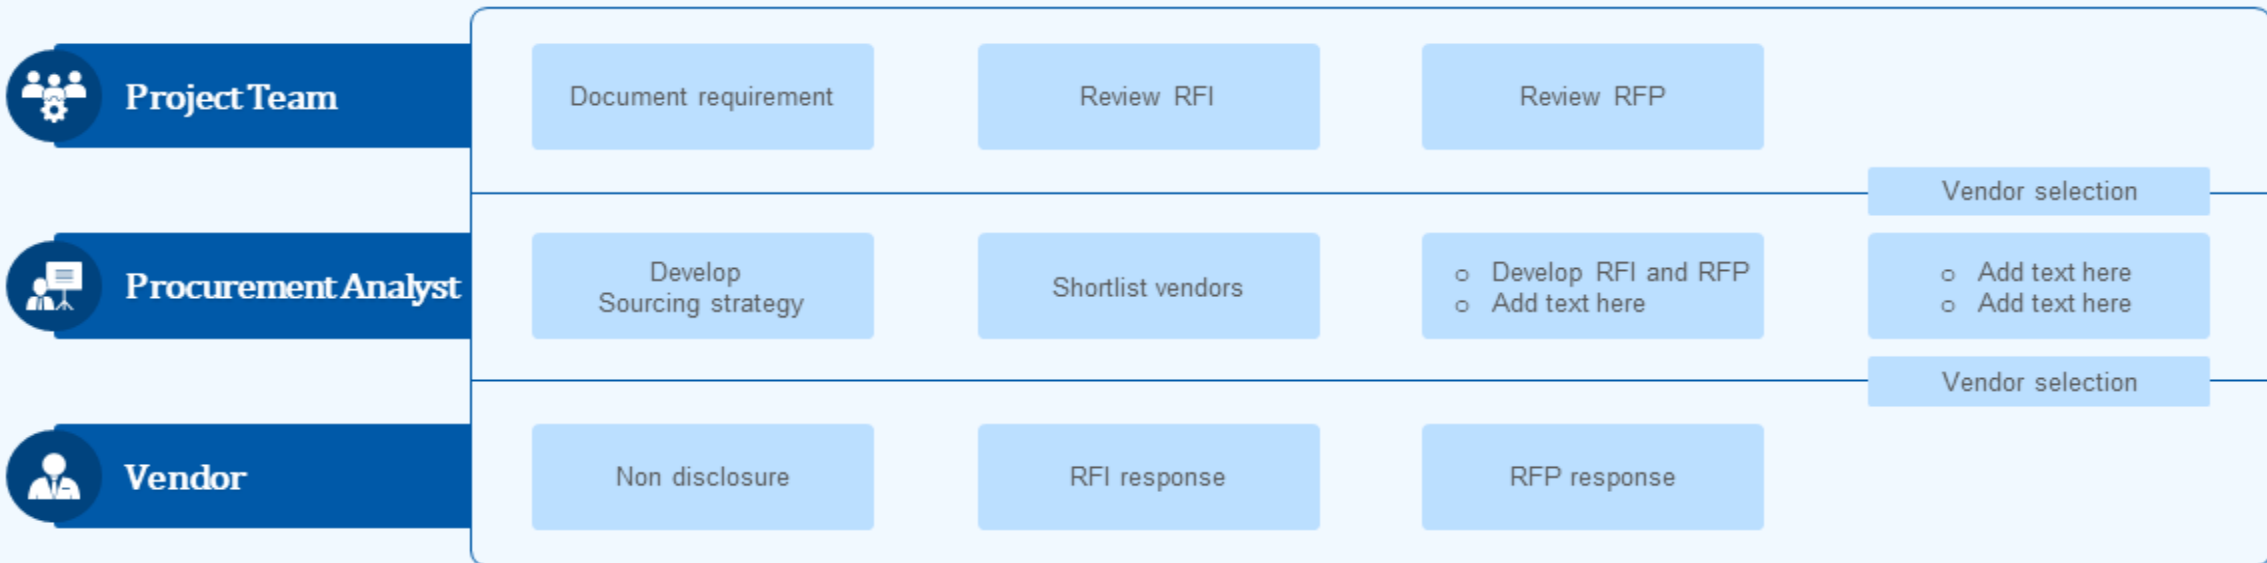 Project Team
Document requirement
Review RFI
Review RFP
Vendor selection
Procurement Analyst
Develop
Sourcing strategy
Shortlist vendors
o Develop RFI and RFP
o Add text here
o Add text here
o Add text here
Vendor selection
Vendor
Non disclosure
RFI response
RFP response